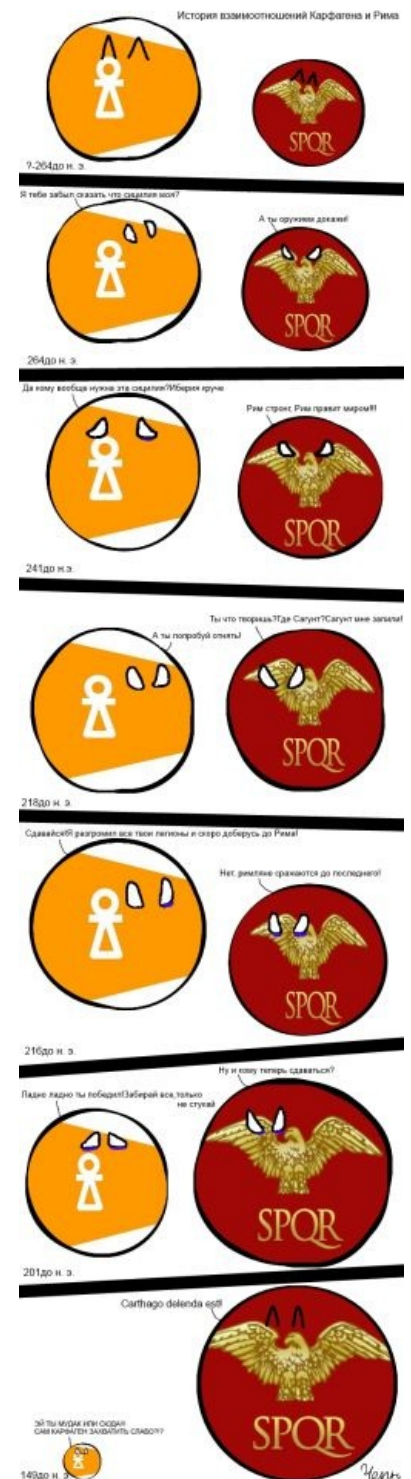 История взаимоотношений Карфагена и Рима
SPQR
?-264до н. э.
Я тебе забыл сказать что сицилия моя?
А ты оружием докажи!
SPQR
264до н. э.
Да кому вообще нужна эта сицилия?Иберия круче
Рим стронг, Рим правит миром!!!
SPQR
241до н.э.
Ты что творишь?Где Сагунт?Сагунт мне запили!
А ты попробуй отнять!
SPQR
218до н. э.
Сдавайся!Я разгромил все твои легионы и скоро доберусь до Рима!
Нет, римляне сражаются до последнего!
SPQR
216до н. э.
Ну и кому теперь сдаваться?
Ладно ладно ты победил!Забирай все,только
не стукай
SPQR
201до н. э.
Carthago delenda est!
SPQR
ЭЙ ТЫ МУДАК ИЛИ СЮДА!!!
САМ КАРФАГЕН ЗАХВАТИТЬ СЛАБО?!?
149до н. э.